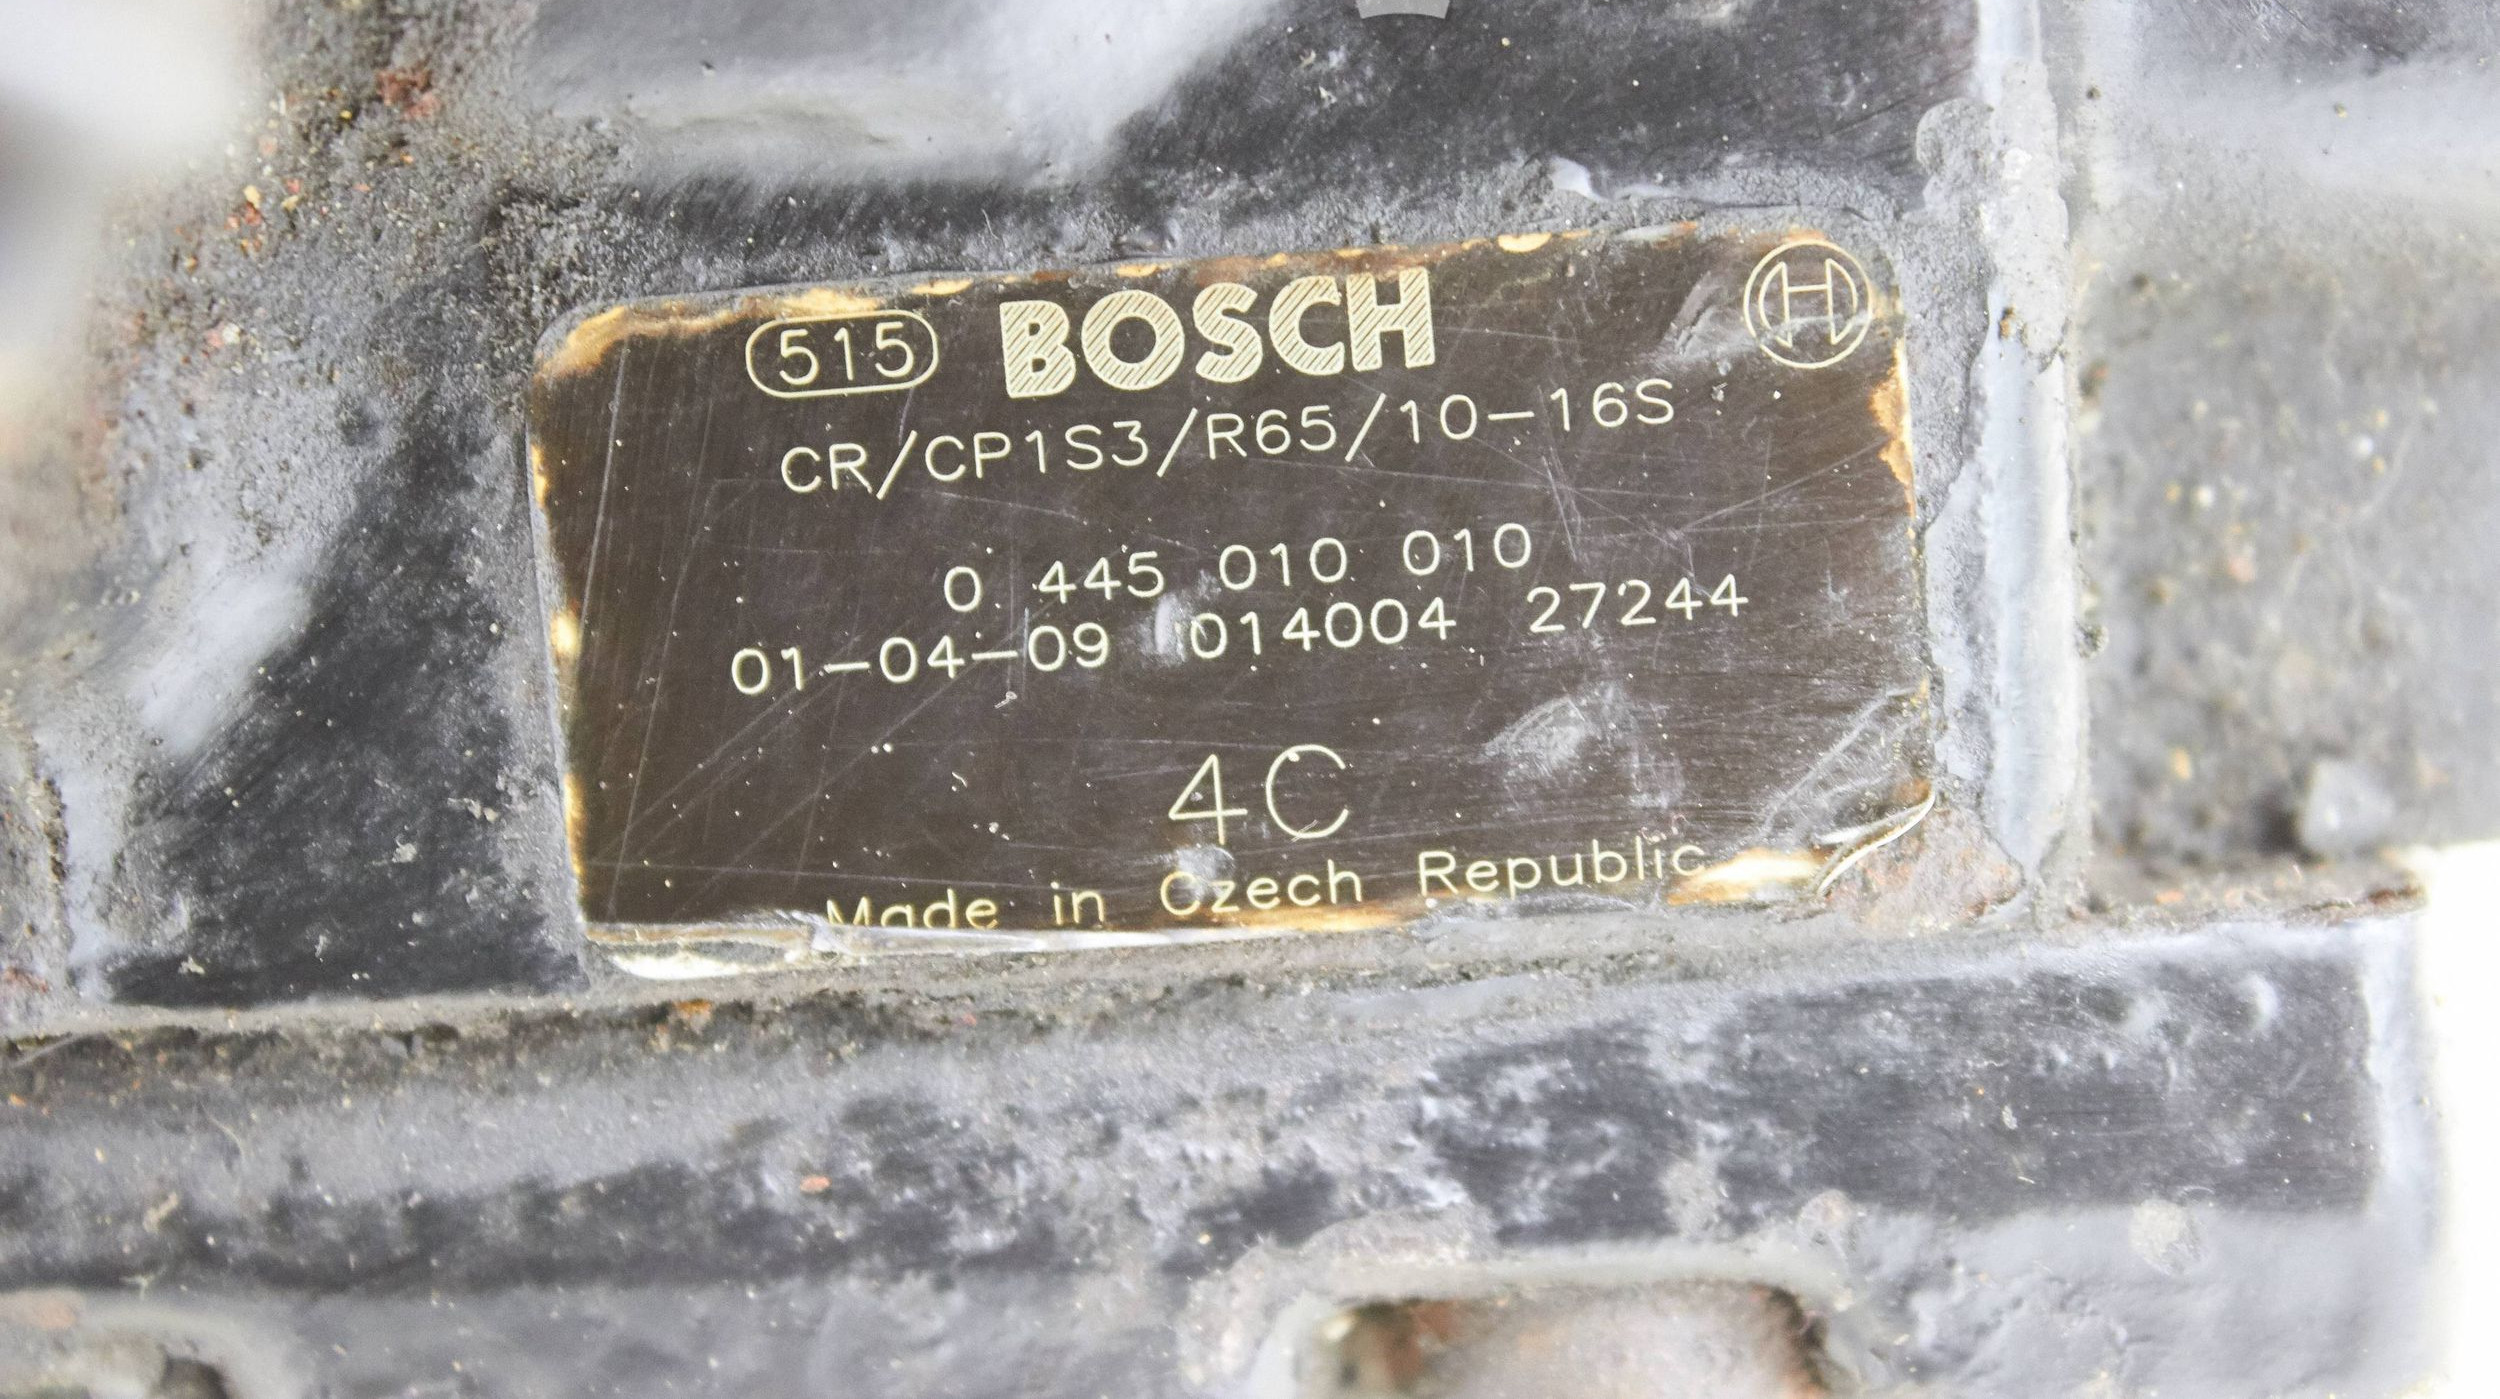 515 BOSCH
CR/CP1S3/R65/10-16S
0 445 010 010
01-04-09 014004 27244
4C
Made in Czech Republic